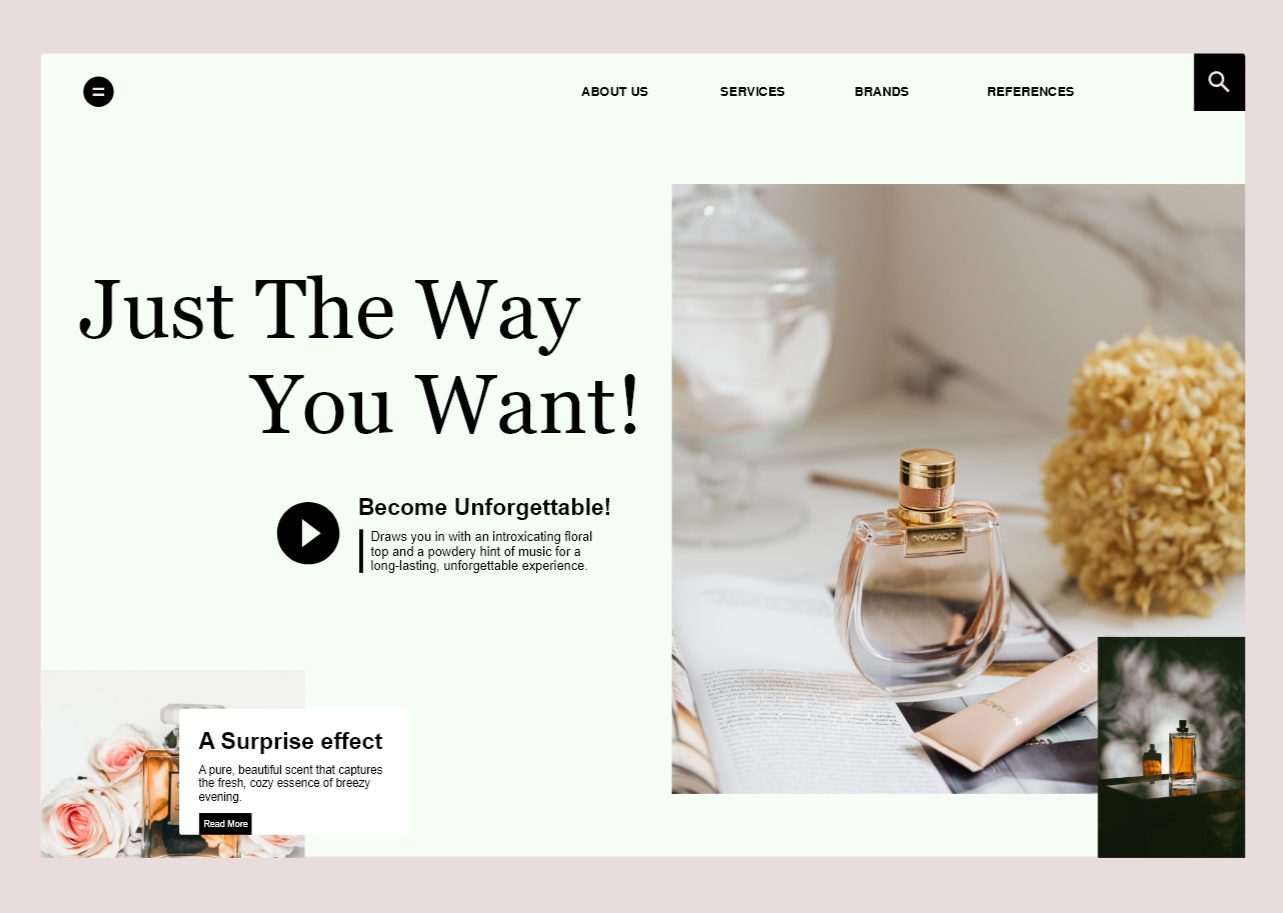 ABOUT US
SERVICES
BRANDS
REFERENCES
Just The Way
You Want!
Become Unforgettable!
Draws you in with an introxicating floral
top and a powdery hint of music for a
long-lasting, unforgettable experience.
NOMADE
NOMADE
A Surprise effect
A pure, beautiful scent that captures
the fresh, cozy essence of breezy
evening.
Read More